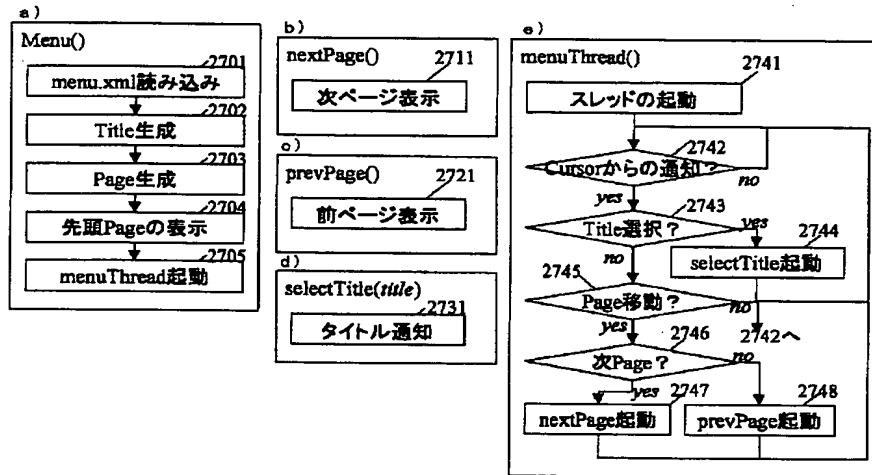 a)
Menu()
2701
menu.xml読み込み
2702
Title生成
2703
Page生成
2704
先頭Pageの表示
2705
menuThread起動
b)
nextPage()
2711
次ページ表示
c)
prevPage()
2721
前ページ表示
d)
selectTitle(title)
2731
タイトル通知
e)
menuThread()
2741
スレッドの起動
2742
Cursorからの通知?
no
yes
2743
Title選択?
yes
2744
no
selectTitle起動
2745
Page移動?
no
yes
2742へ
2746
次Page?
no
yes
2747
nextPage起動
2748
prevPage起動